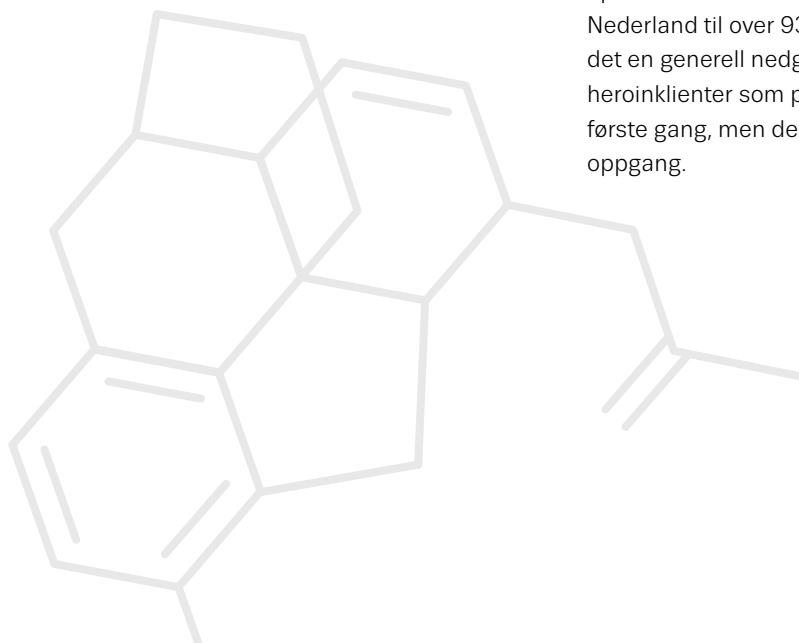 Nederland til over 93
det en generell nedg
heroinklienter som p
første gang, men de
oppgang.